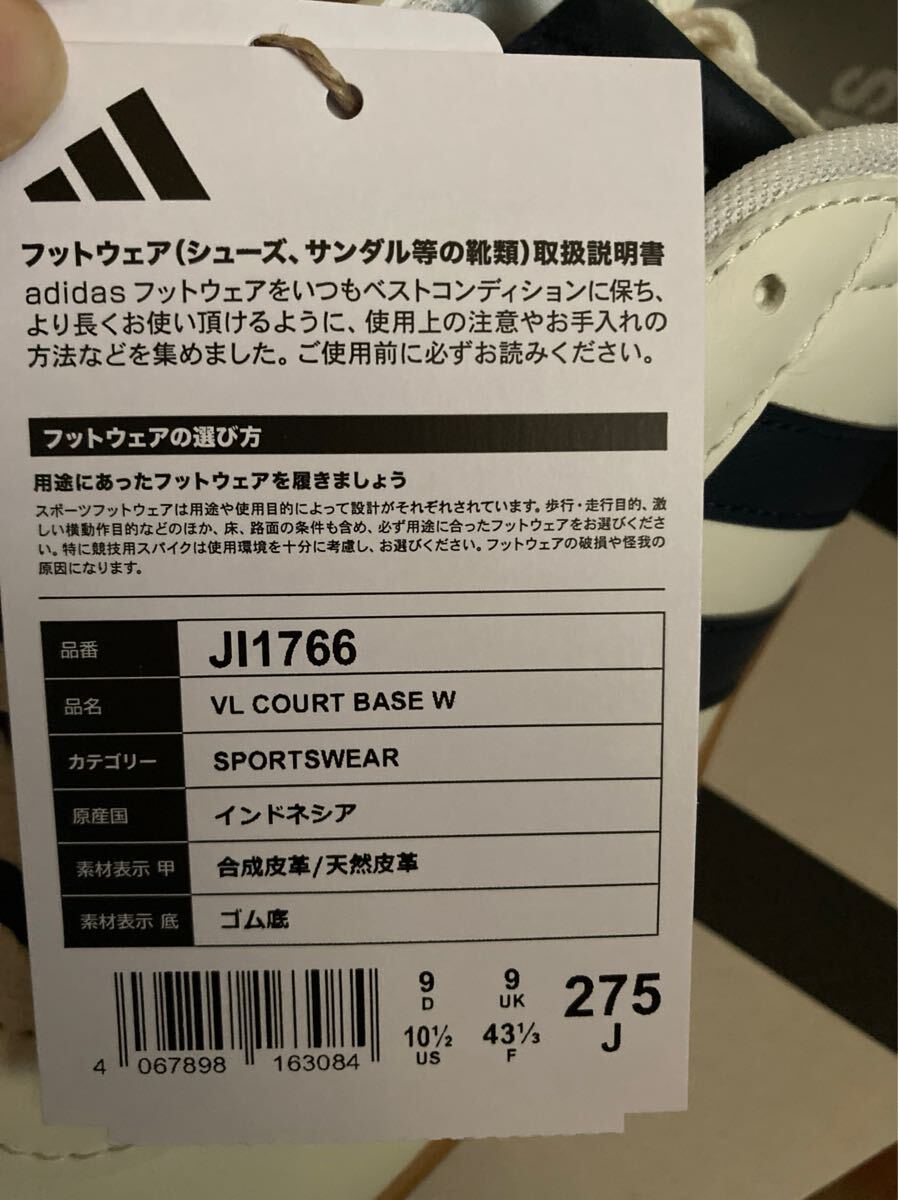 フットウェア(シューズ、サンダル等の靴類)取扱説明書
adidas フットウェアをいつもベストコンディションに保ち、
より長くお使い頂けるように、使用上の注意やお手入れの
方法などを集めました。ご使用前に必ずお読みください。
フットウェアの選び方
用途にあったフットウェアを履きましょう
スポーツフットウェアは用途や使用目的によって設計がそれぞれされています。歩行・走行目的、激
しい横動作目的などのほか、床、路面の条件も含め、必ず用途に合ったフットウェアをお選びくださ
い。特に競技用スパイクは使用環境を十分に考慮し、お選びください。フットウェアの破損や怪我の
原因になります。
品番 JI1766
品名 VL COURT BASE W
カテゴリー SPORTSWEAR
原産国 インドネシア
素材表示 甲 合成皮革/天然皮革
素材表示 底 ゴム底
9 9 275
D UK J
10½ 43⅓
US F
4 067898 163084